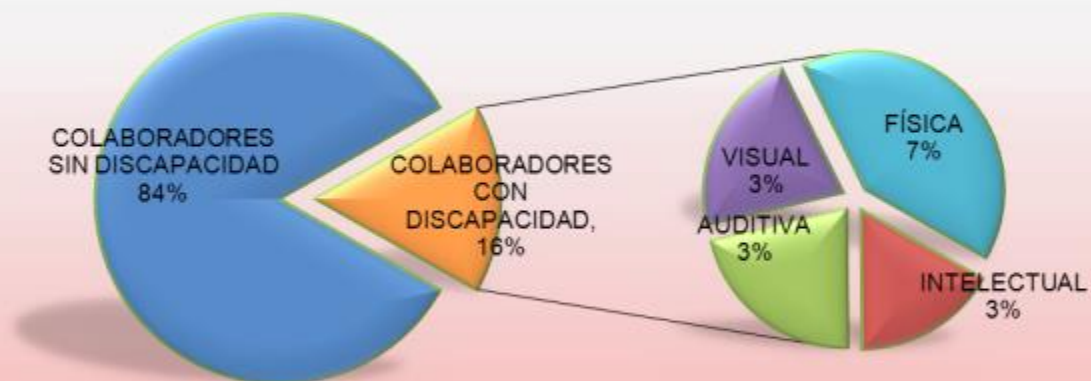 COLABORADORES
SIN DISCAPACIDAD
84%
COLABORADORES
CON
DISCAPACIDAD,
16%
VISUAL
3%
FÍSICA
7%
AUDITIVA
3%
INTELECTUAL
3%